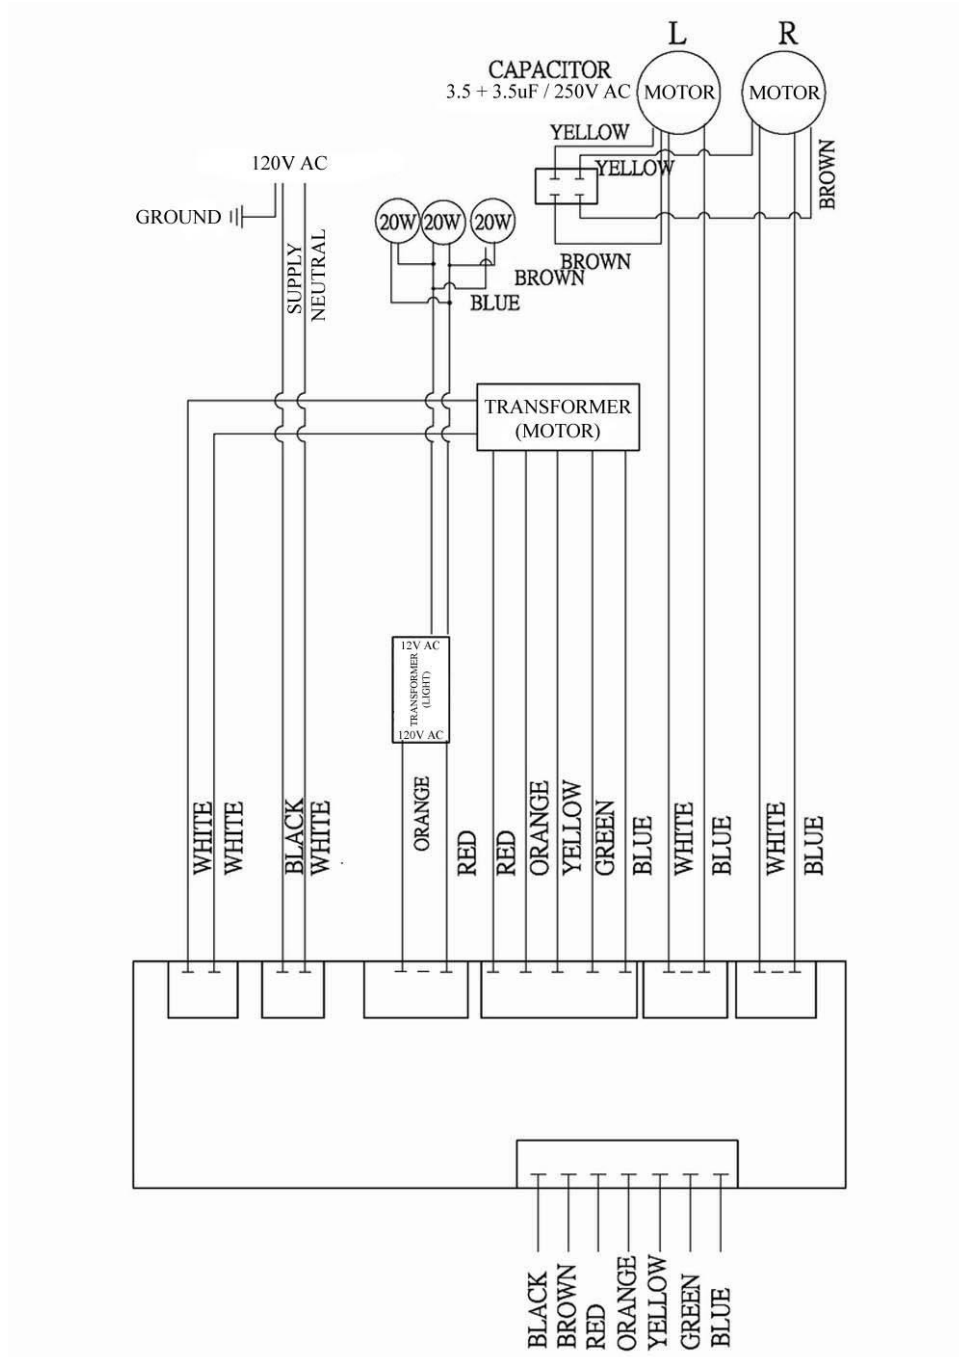 L
R
CAPACITOR
3.5 + 3.5uF / 250V AC
MOTOR
MOTOR
YELLOW
YELLOW
BROWN
120V AC
GROUND
SUPPLY
NEUTRAL
20W
20W
20W
BROWN
BROWN
BLUE
TRANSFORMER
(MOTOR)
12V AC
TRANSFORMER
(LIGHT)
120V AC
WHITE
WHITE
BLACK
WHITE
ORANGE
RED
RED
ORANGE
YELLOW
GREEN
BLUE
WHITE
BLUE
WHITE
BLUE
BLACK
BROWN
RED
ORANGE
YELLOW
GREEN
BLUE